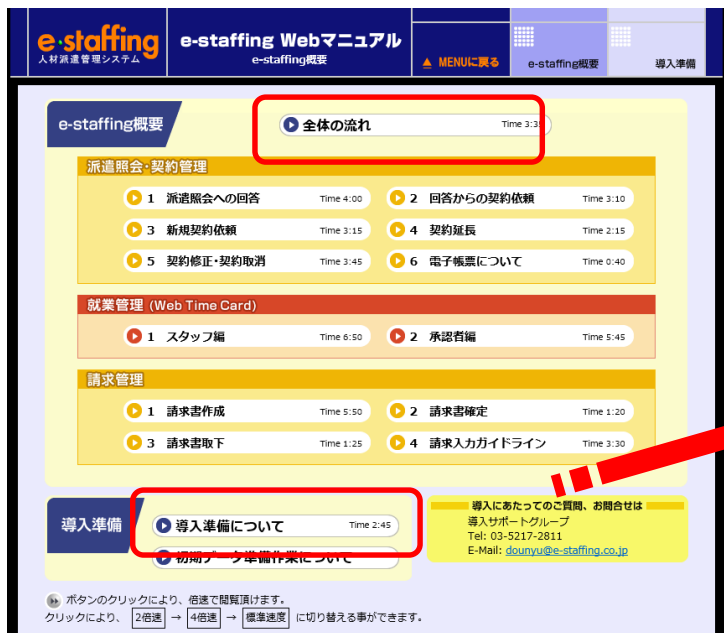 e·staffing
人材派遣管理システム
e-staffing Webマニュアル
e-staffing概要
▲ MENUに戻る
e-staffing概要
導入準備
e-staffing概要
全体の流れ Time 3:35
派遣照会・契約管理
1 派遣照会への回答 Time 4:00
2 回答からの契約依頼 Time 3:10
3 新規契約依頼 Time 3:15
4 契約延長 Time 2:15
5 契約修正・契約取消 Time 3:45
6 電子帳票について Time 0:40
就業管理 (Web Time Card)
1 スタッフ編 Time 6:50
2 承認者編 Time 5:45
請求管理
1 請求書作成 Time 5:50
2 請求書確定 Time 1:20
3 請求書取下 Time 1:25
4 請求入力ガイドライン Time 3:30
導入準備
導入準備について Time 2:45
初期データ準備作業について
導入にあたってのご質問、お問合せは
導入サポートグループ
Tel: 03-5217-2811
E-Mail: dounyu@e-staffing.co.jp
ボタンのクリックにより、倍速で閲覧頂けます。
クリックにより、 2倍速 → 4倍速 → 標準速度 に切り替える事ができます。